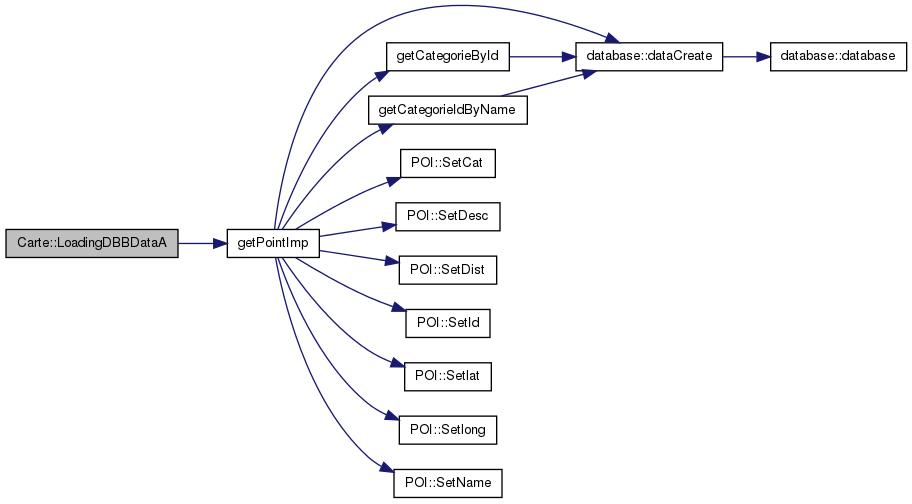 Carte::LoadingDBBDataA
getPointImp
getCategorieById
getCategorieIdByName
POI::SetCat
POI::SetDesc
POI::SetDist
POI::SetId
POI::Setlat
POI::Setlong
POI::SetName
database::dataCreate
database::database